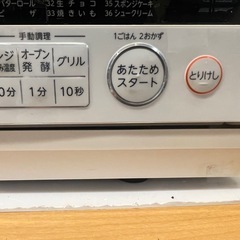 バターロール 32 生チョコ 35 スポンジケーキ
ピザ 33 焼きいも 36 シュークリーム
手動調理
1ごはん 2おかず
レンジ オーブン 発酵 グリル
あたため スタート
とりけし
0分 1分 10秒